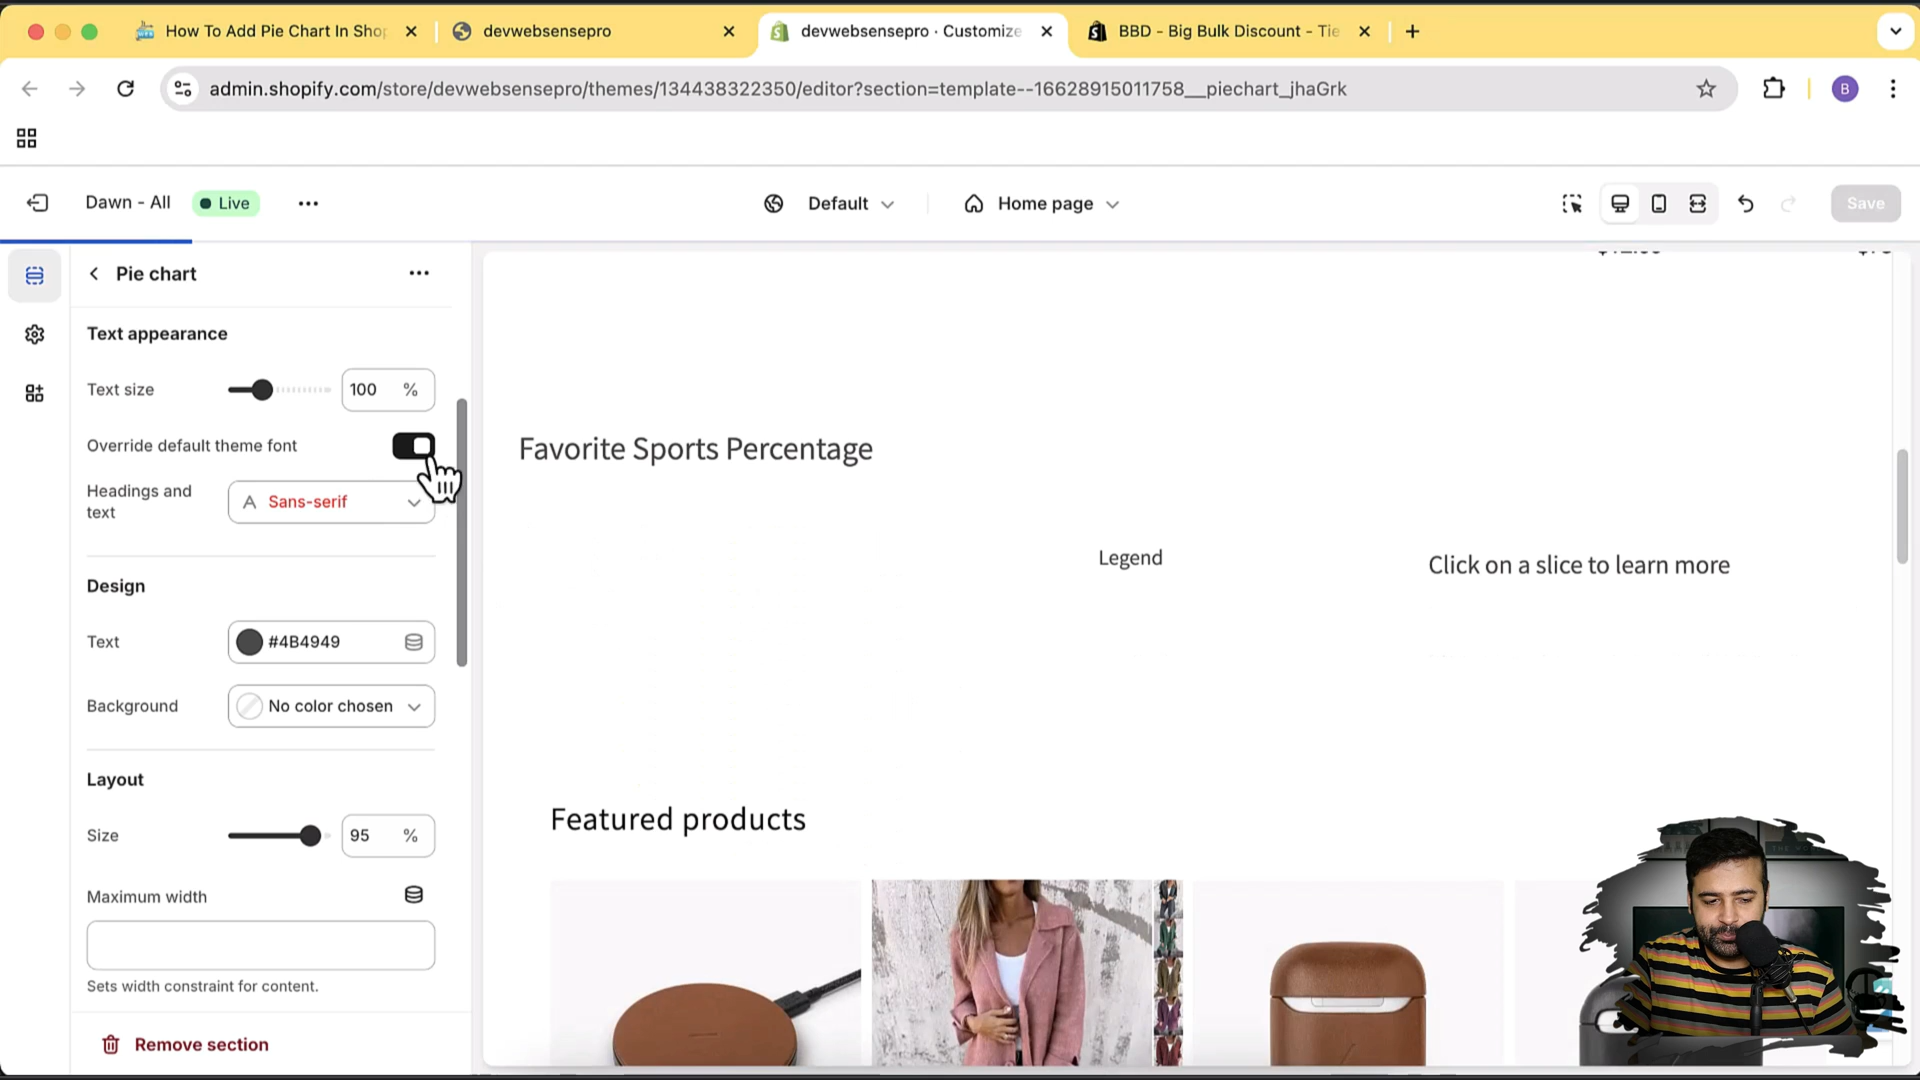 How To Add Pie Chart In Shop
devwebsensepro
devwebsensepro · Customize
BBD - Big Bulk Discount - Tie
admin.shopify.com/store/devwebsensepro/themes/134438322350/editor?section=template--16628915011758__piechart_jhaGrk
B
Dawn - All
Live
Default
Home page
Save
Pie chart
Text appearance
Text size
100 %
Override default theme font
Headings and
text
A Sans-serif
Design
Text
#4B4949
Background
No color chosen
Layout
Size
95 %
Maximum width
Sets width constraint for content.
Remove section
Favorite Sports Percentage
Legend
Click on a slice to learn more
Featured products